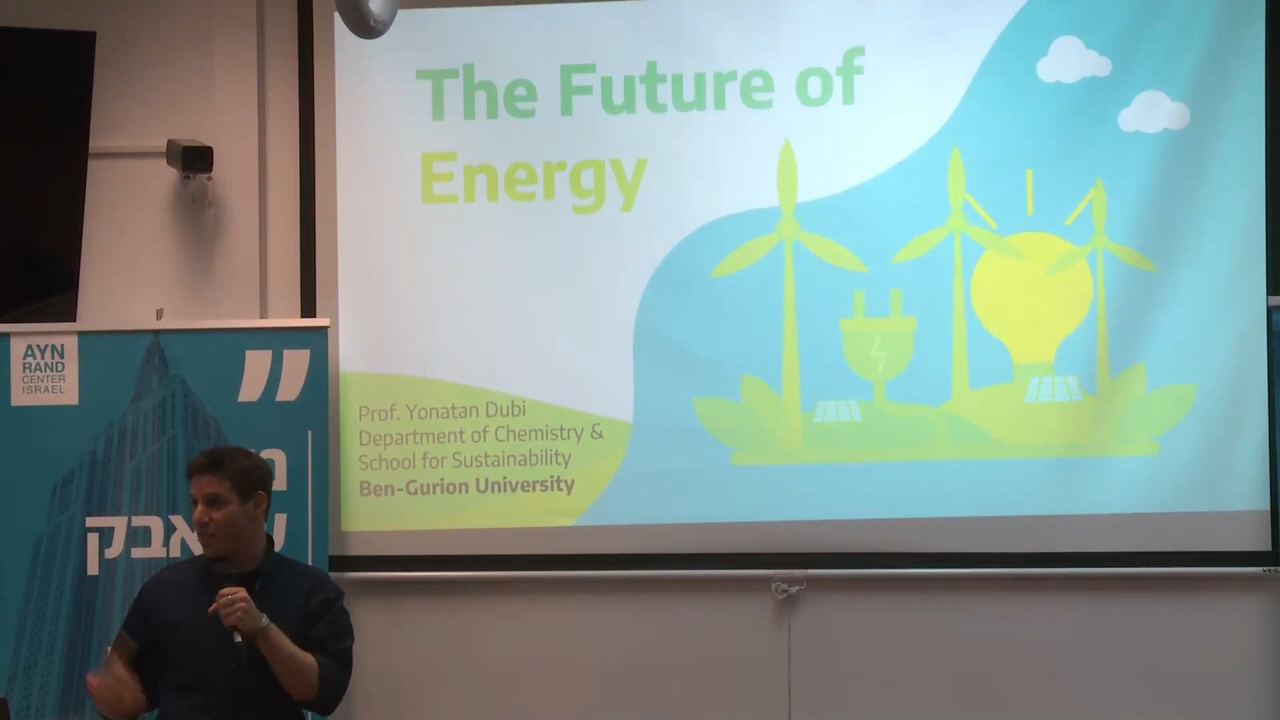 The Future of
Energy
Prof. Yonatan Dubi
Department of Chemistry &
School for Sustainability
Ben-Gurion University
AYN
RAND
CENTER
ISRAEL
”